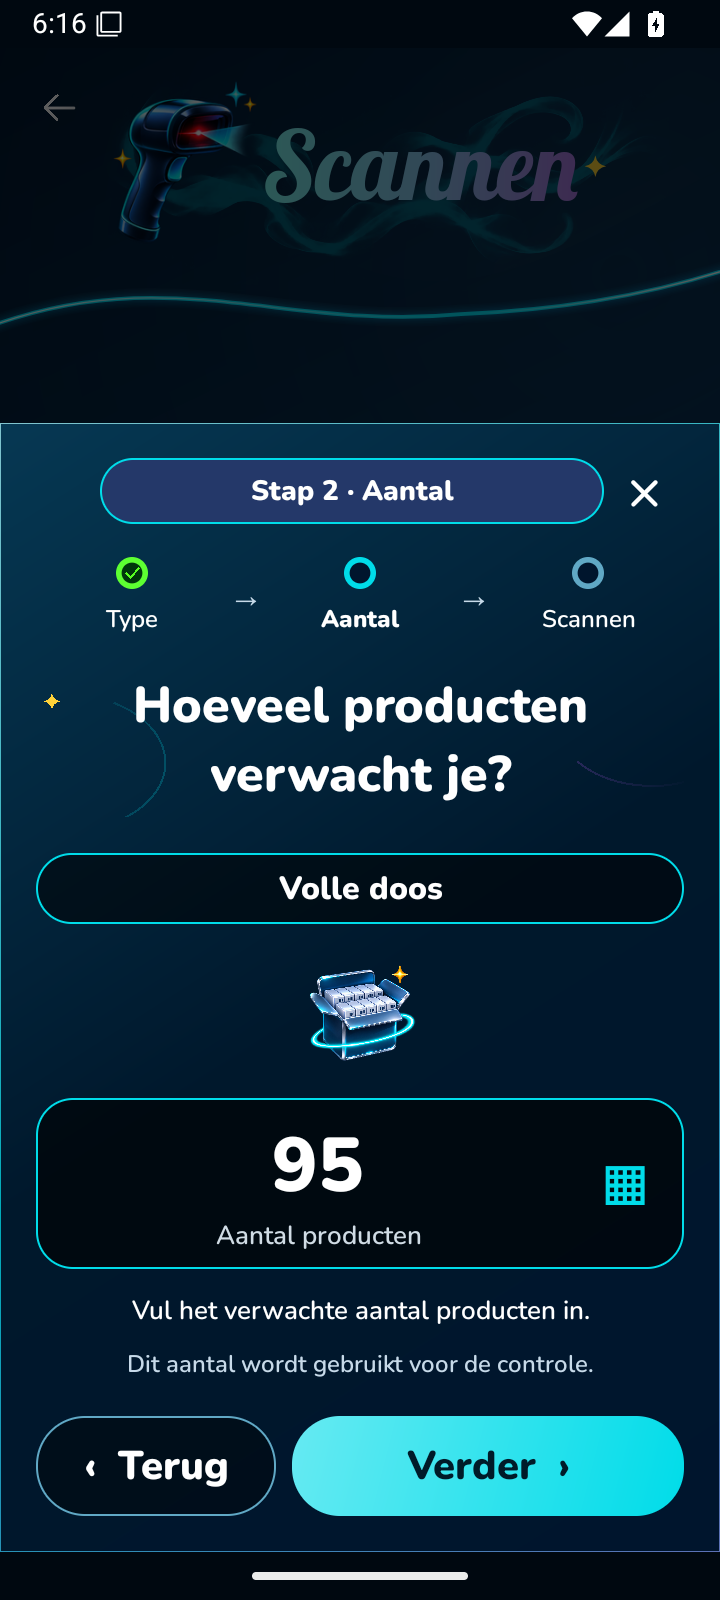 6:16
Scannen
Stap 2 · Aantal
Type → Aantal → Scannen
Hoeveel producten
verwacht je?
Volle doos
95
Aantal producten
Vul het verwachte aantal producten in.
Dit aantal wordt gebruikt voor de controle.
‹ Terug
Verder ›